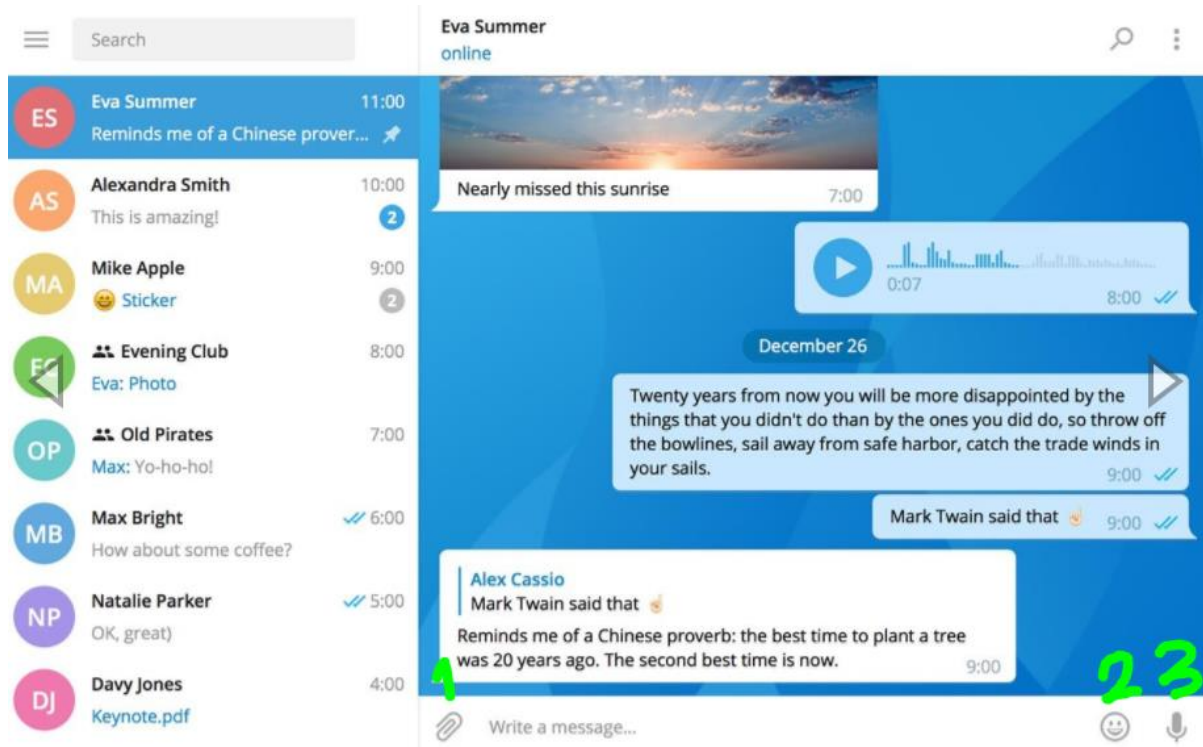 Search
ES
Eva Summer 11:00
Reminds me of a Chinese prover...
AS
Alexandra Smith 10:00
This is amazing! 2
MA
Mike Apple 9:00
😄 Sticker 2
Evening Club 8:00
Eva: Photo
OP
Old Pirates 7:00
Max: Yo-ho-ho!
MB
Max Bright 6:00
How about some coffee?
NP
Natalie Parker 5:00
OK, great)
DJ
Davy Jones 4:00
Keynote.pdf
Eva Summer
online
Nearly missed this sunrise 7:00
0:07
8:00
December 26
Twenty years from now you will be more disappointed by the
things that you didn't do than by the ones you did do, so throw off
the bowlines, sail away from safe harbor, catch the trade winds in
your sails. 9:00
Mark Twain said that ☝🏻 9:00
Alex Cassio
Mark Twain said that ☝🏻
Reminds me of a Chinese proverb: the best time to plant a tree
was 20 years ago. The second best time is now. 9:00
1 2 3
Write a message...